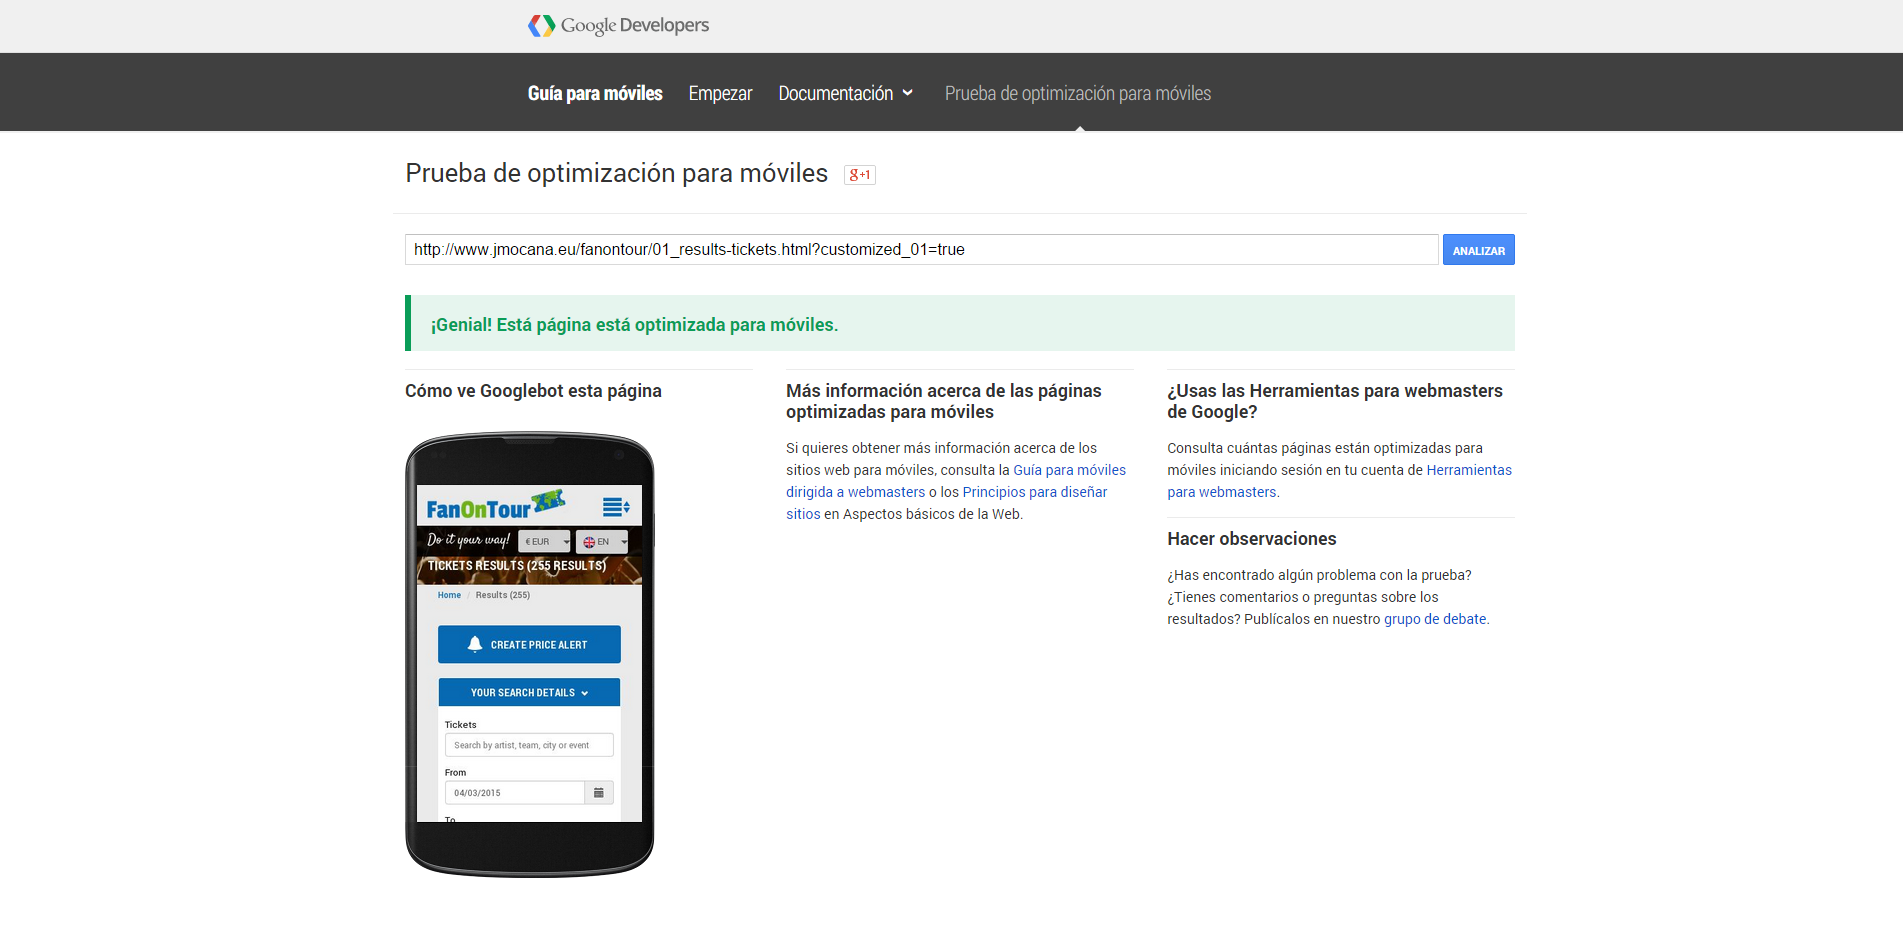 Google Developers
Guía para móviles Empezar Documentación Prueba de optimización para móviles
Prueba de optimización para móviles g+1
http://www.jmocana.eu/fanontour/01_results-tickets.html?customized_01=true ANALIZAR
¡Genial! Está página está optimizada para móviles.
Cómo ve Googlebot esta página
FanOnTour
Do it your way! € EUR EN
TICKETS RESULTS (255 RESULTS)
Home / Results (255)
CREATE PRICE ALERT
YOUR SEARCH DETAILS
Tickets
Search by artist, team, city or event
From
04/03/2015
To
Más información acerca de las páginas
optimizadas para móviles
Si quieres obtener más información acerca de los
sitios web para móviles, consulta la Guía para móviles
dirigida a webmasters o los Principios para diseñar
sitios en Aspectos básicos de la Web.
¿Usas las Herramientas para webmasters
de Google?
Consulta cuántas páginas están optimizadas para
móviles iniciando sesión en tu cuenta de Herramientas
para webmasters.
Hacer observaciones
¿Has encontrado algún problema con la prueba?
¿Tienes comentarios o preguntas sobre los
resultados? Publícalos en nuestro grupo de debate.